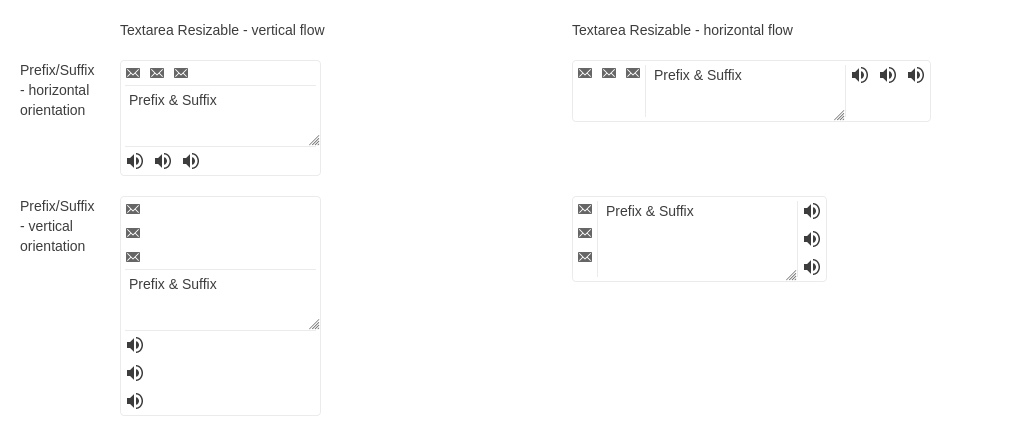 Textarea Resizable - vertical flow
Textarea Resizable - horizontal flow
Prefix/Suffix
- horizontal
orientation
Prefix & Suffix
Prefix & Suffix
Prefix/Suffix
- vertical
orientation
Prefix & Suffix
Prefix & Suffix